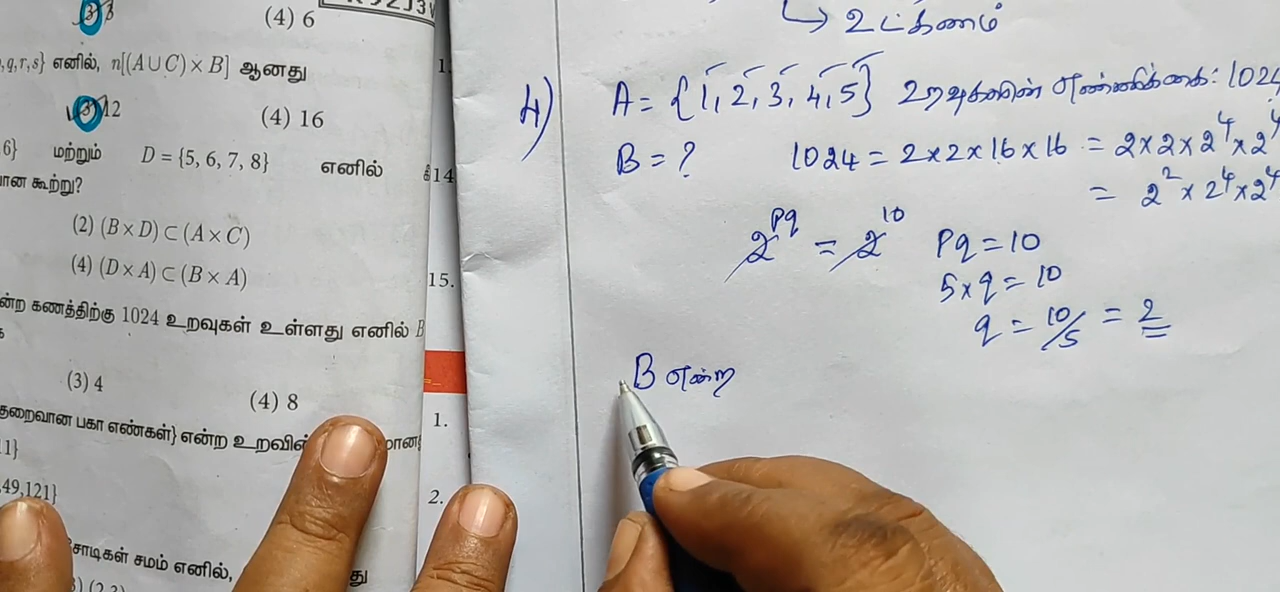 (3) 3 (4) 6
q, r, s} எனில், n[(A∪C)×B] ஆனது
(3) 12 (4) 16
6} மற்றும் D = {5, 6, 7, 8} எனில்
கூற்று?
(2) (B×D)⊂(A×C)
(4) (D×A)⊂(B×A)
கணத்திற்கு 1024 உறவுகள் உள்ளது எனில் B
(3) 4 (4) 8
குறைவான பகா எண்கள்} என்ற
49,121}
சோடிகள் சமம் எனில்,
14
15.
1.
2.
உட்கணம்
4) A = {1, 2, 3, 4, 5} உறவுகளின் எண்ணிக்கை : 1024
B = ? 1024 = 2×2×16×16 = 2×2×2⁴×2⁴
= 2² × 2⁴ × 2⁴
2^pq = 2^10 Pq = 10
5×q = 10
q = 10/5 = 2
B என்ற